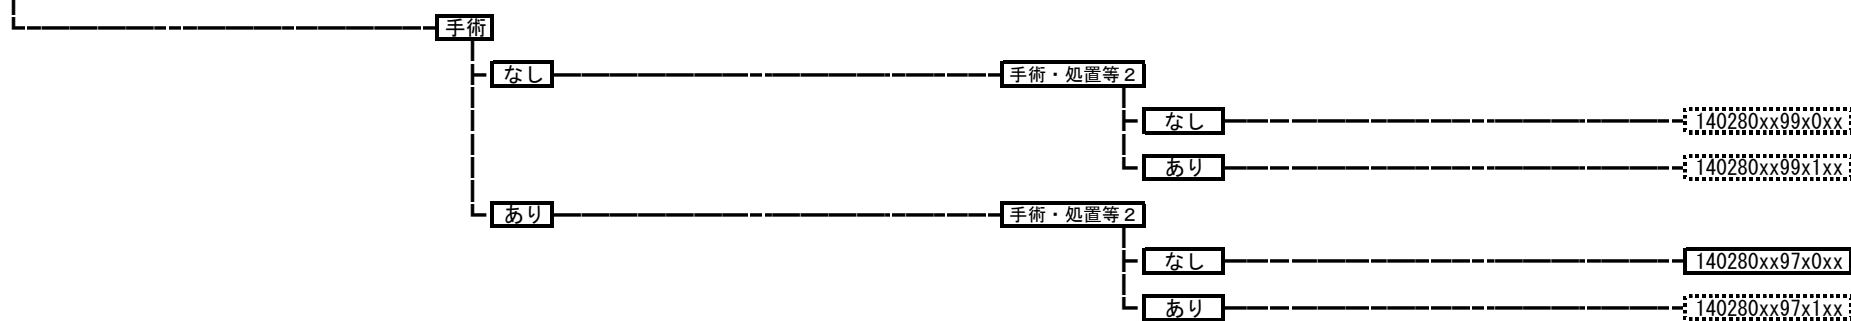 手術
なし 手術・処置等２
なし 140280xx99x0xx
あり 140280xx99x1xx
あり 手術・処置等２
なし 140280xx97x0xx
あり 140280xx97x1xx